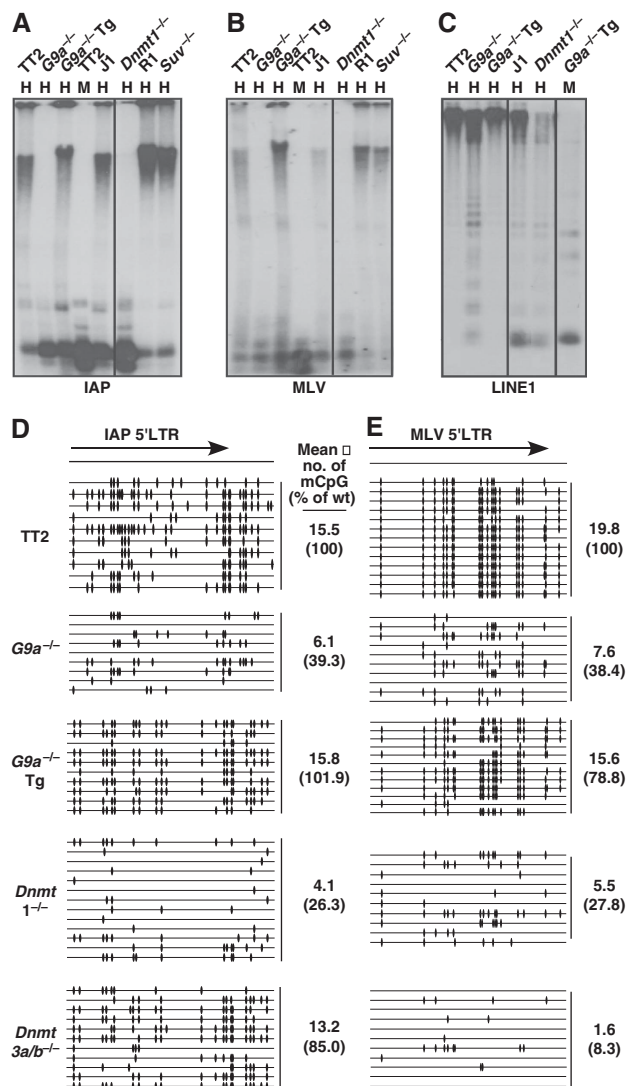 A
TT2 G9a–/– G9a–/– Tg TT2 J1 Dnmt1–/– R1 Suv–/–
H H H M H H H H
IAP
B
TT2 G9a–/– G9a–/– Tg TT2 J1 Dnmt1–/– R1 Suv–/–
H H H M H H H H
MLV
C
TT2 G9a–/– G9a–/– Tg J1 Dnmt1–/– G9a–/– Tg
H H H H H M
LINE1
D
IAP 5'LTR
Mean □
no. of
mCpG
(% of wt)
TT2
15.5
(100)
G9a–/–
6.1
(39.3)
G9a–/–
Tg
15.8
(101.9)
Dnmt
1–/–
4.1
(26.3)
Dnmt
3a/b–/–
13.2
(85.0)
E
MLV 5'LTR
19.8
(100)
7.6
(38.4)
15.6
(78.8)
5.5
(27.8)
1.6
(8.3)